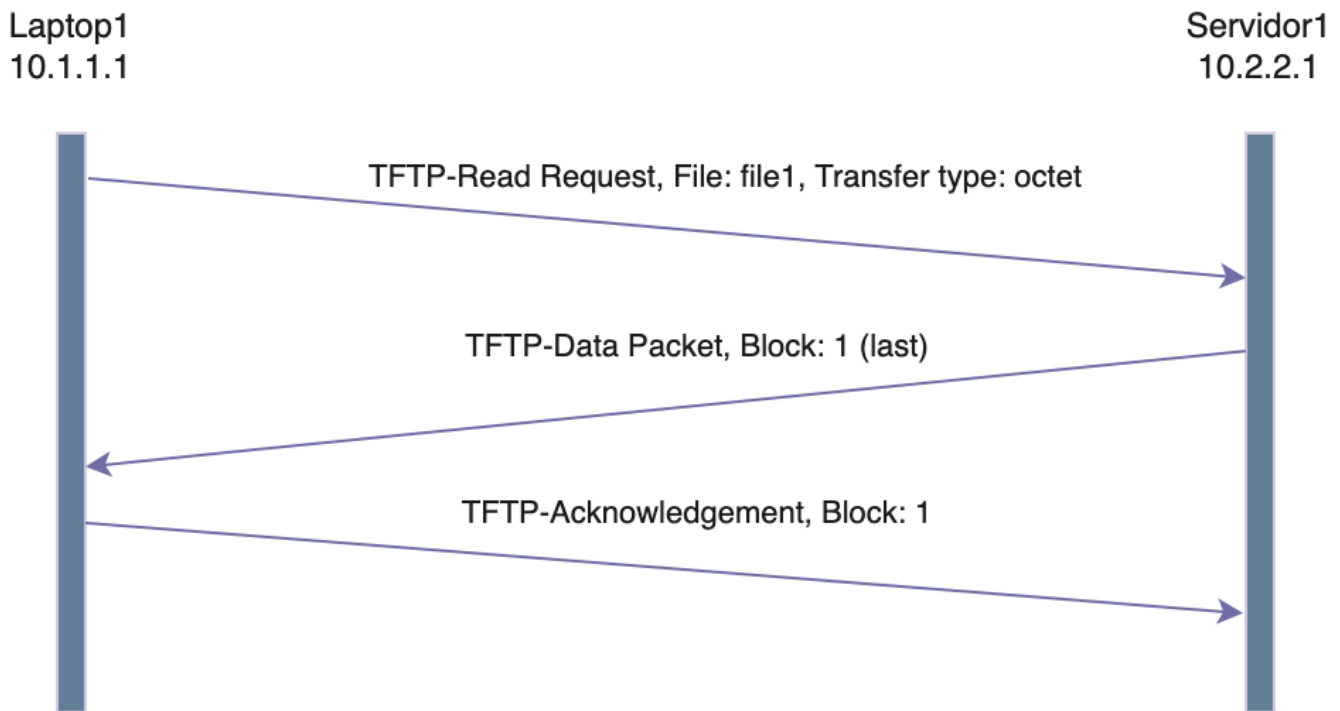 Laptop1
10.1.1.1
Servidor1
10.2.2.1
TFTP-Read Request, File: file1, Transfer type: octet
TFTP-Data Packet, Block: 1 (last)
TFTP-Acknowledgement, Block: 1